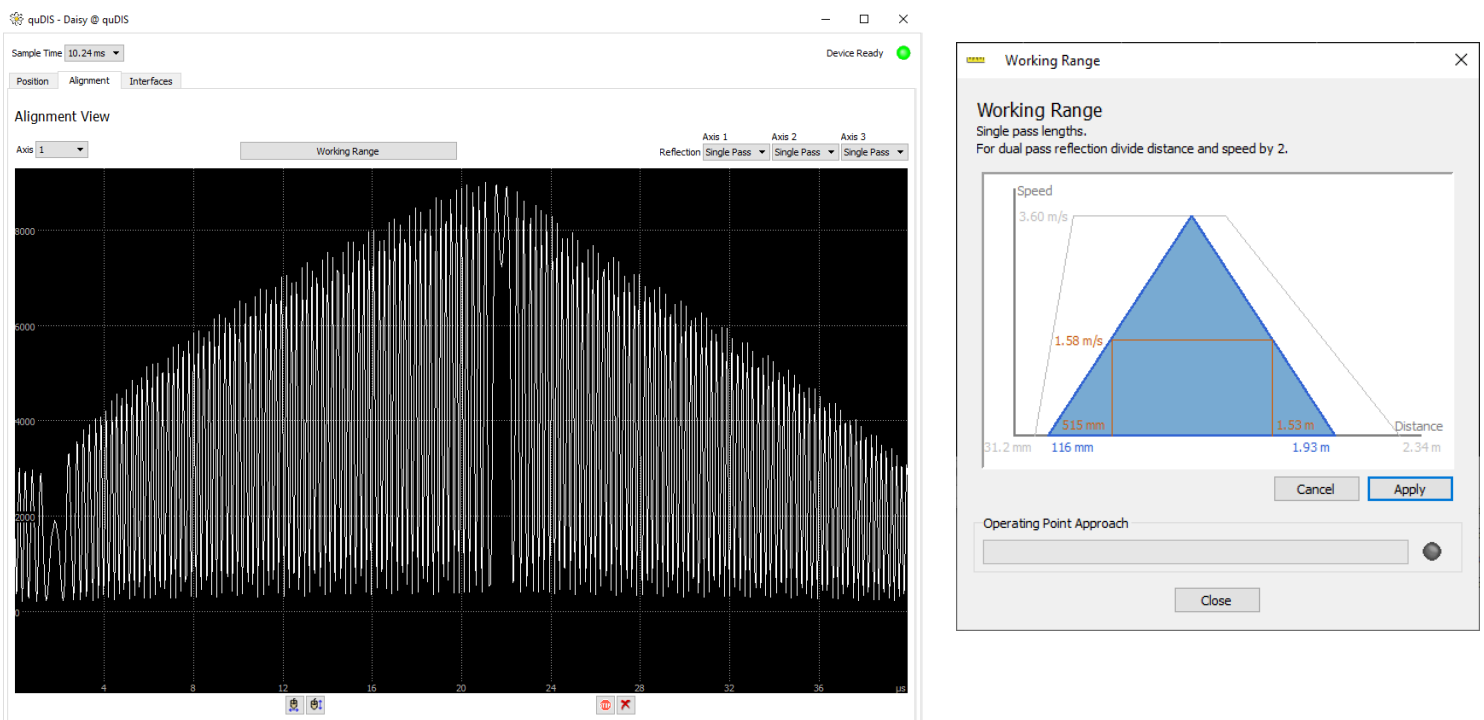 quDIS - Daisy @ quDIS
Sample Time 10.24 ms
Device Ready
Position Alignment Interfaces
Alignment View
Axis 1 Axis 2 Axis 3
Axis 1
Working Range
Reflection Single Pass Single Pass Single Pass
8000
6000
4000
2000
0
4 8 12 16 20 24 28 32 36 µs
Working Range
Working Range
Single pass lengths.
For dual pass reflection divide distance and speed by 2.
Speed
3.60 m/s
1.58 m/s
515 mm 1.53 m Distance
31.2 mm 116 mm 1.93 m 2.34 m
Cancel Apply
Operating Point Approach
Close